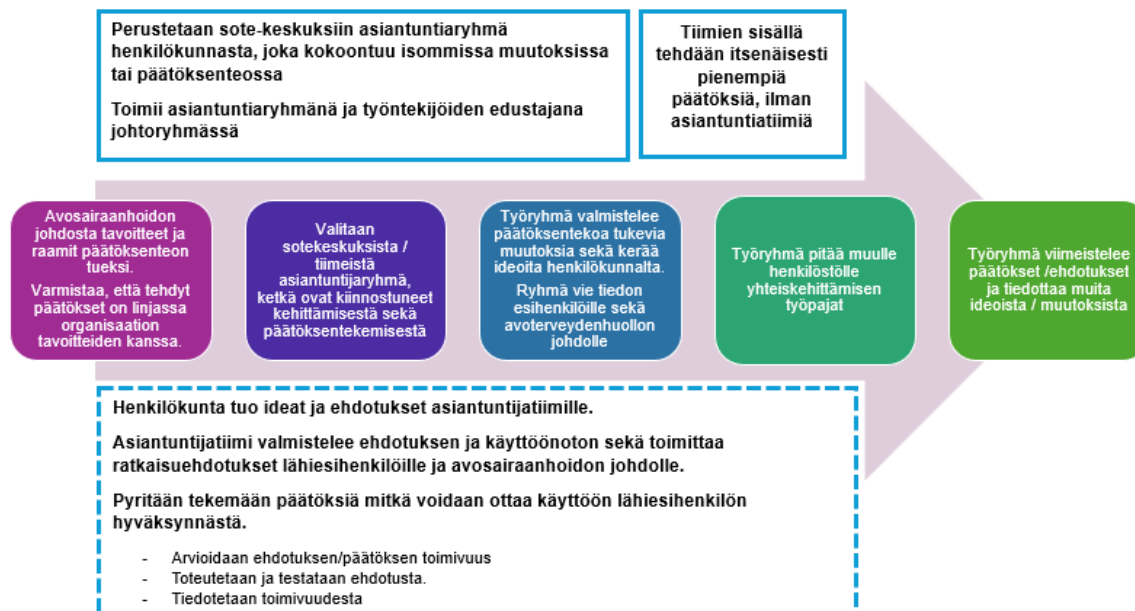 Perustetaan sote-keskuksiin asiantuntiaryhmä
henkilökunnasta, joka kokoontuu isommissa muutoksissa
tai päätöksenteossa
Toimii asiantuntiaryhmänä ja työntekijöiden edustajana
johtoryhmässä
Tiimien sisällä
tehdään itsenäisesti
pienempiä
päätöksiä, ilman
asiantuntiatiimiä
Avosairaanhoidon
johdosta tavoitteet ja
raamit päätöksenteon
tueksi.
Varmistaa, että tehdyt
päätökset on linjassa
organisaation
tavoitteiden kanssa.
Valitaan
sotekeskuksista /
tiimeistä
asiantuntijaryhmä,
ketkä ovat kiinnostuneet
kehittämisestä sekä
päätöksentekemisestä
Työryhmä valmistelee
päätöksentekoa tukevia
muutoksia sekä kerää
ideoita henkilökunnalta.
Ryhmä vie tiedon
esihenkilöille sekä
avoterveydenhuollon
johdolle
Työryhmä pitää muulle
henkilöstölle
yhteiskehittämisen
työpajat
Työryhmä viimeistelee
päätökset /ehdotukset
ja tiedottaa muita
ideoista / muutoksista
Henkilökunta tuo ideat ja ehdotukset asiantuntijatiimille.
Asiantuntijatiimi valmistelee ehdotuksen ja käyttöönoton sekä toimittaa
ratkaisuehdotukset lähiesihenkilöille ja avosairaanhoidon johdolle.
Pyritään tekemään päätöksiä mitkä voidaan ottaa käyttöön lähiesihenkilön
hyväksynnästä.
- Arvioidaan ehdotuksen/päätöksen toimivuus
- Toteutetaan ja testataan ehdotusta.
- Tiedotetaan toimivuudesta